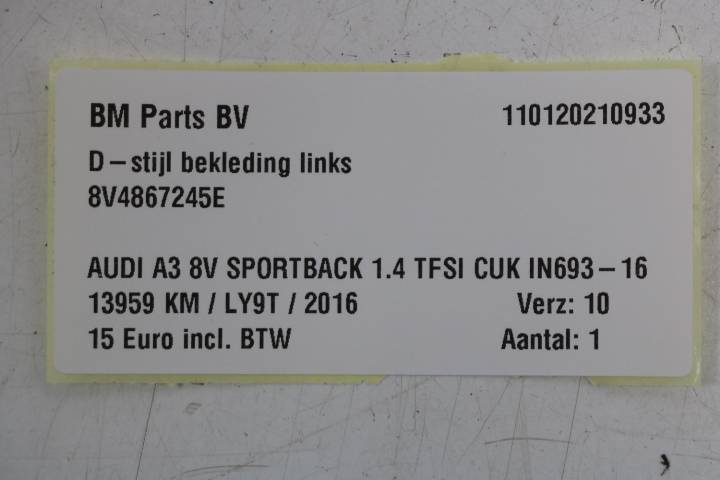 BM Parts BV 110120210933
D-stijl bekleding links
8V4867245E
AUDI A3 8V SPORTBACK 1.4 TFSI CUK IN693-16
13959 KM / LY9T / 2016 Verz: 10
15 Euro incl. BTW Aantal: 1